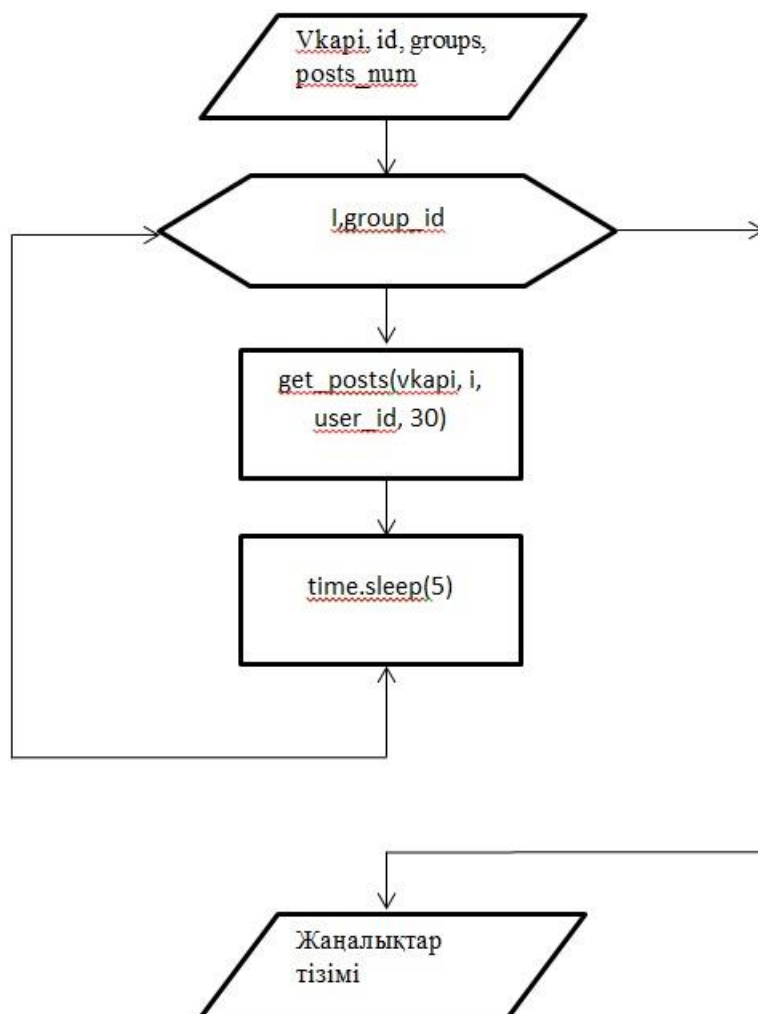 Vkapi, id, groups,
posts_num
I,group_id
get_posts(vkapi, i,
user_id, 30)
time.sleep(5)
Жаңалықтар
тізімі